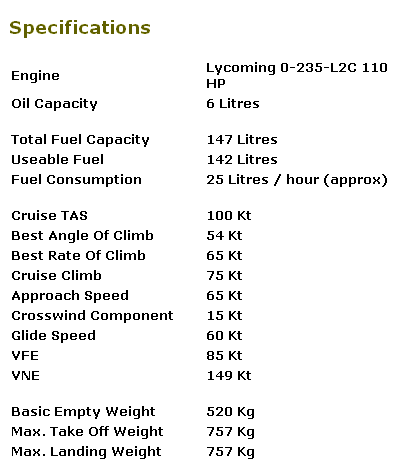 Specifications
Engine Lycoming 0-235-L2C 110
HP
Oil Capacity 6 Litres
Total Fuel Capacity 147 Litres
Useable Fuel 142 Litres
Fuel Consumption 25 Litres / hour (approx)
Cruise TAS 100 Kt
Best Angle Of Climb 54 Kt
Best Rate Of Climb 65 Kt
Cruise Climb 75 Kt
Approach Speed 65 Kt
Crosswind Component 15 Kt
Glide Speed 60 Kt
VFE 85 Kt
VNE 149 Kt
Basic Empty Weight 520 Kg
Max. Take Off Weight 757 Kg
Max. Landing Weight 757 Kg